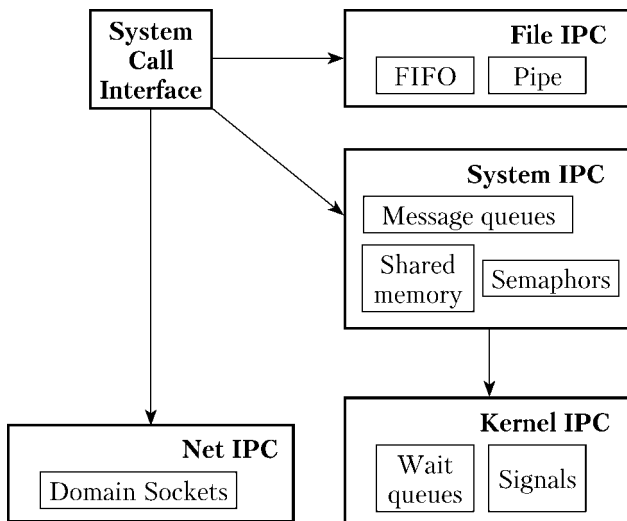 System
Call
Interface
File IPC
FIFO
Pipe
System IPC
Message queues
Shared
memory
Semaphors
Net IPC
Domain Sockets
Kernel IPC
Wait
queues
Signals